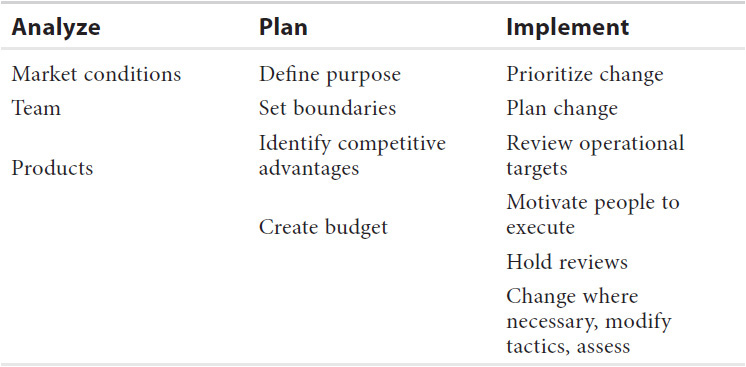 Analyze Plan Implement
Market conditions Define purpose Prioritize change
Team Set boundaries Plan change
Products
Identify competitive
advantages
Review operational
targets
Create budget
Motivate people to
execute
Hold reviews
Change where
necessary, modify
tactics, assess